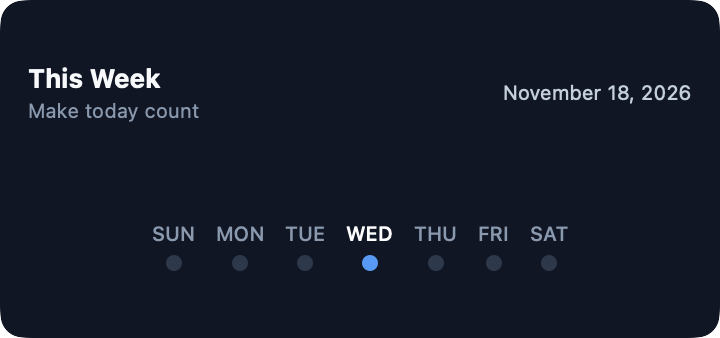 This Week
Make today count
November 18, 2026
SUN MON TUE WED THU FRI SAT